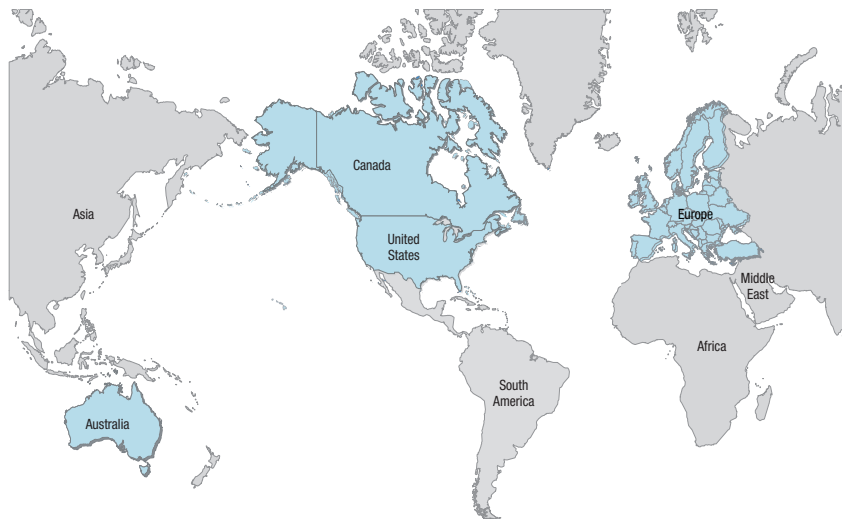 Canada
Asia
Europe
United
States
Middle
East
Africa
South
America
Australia